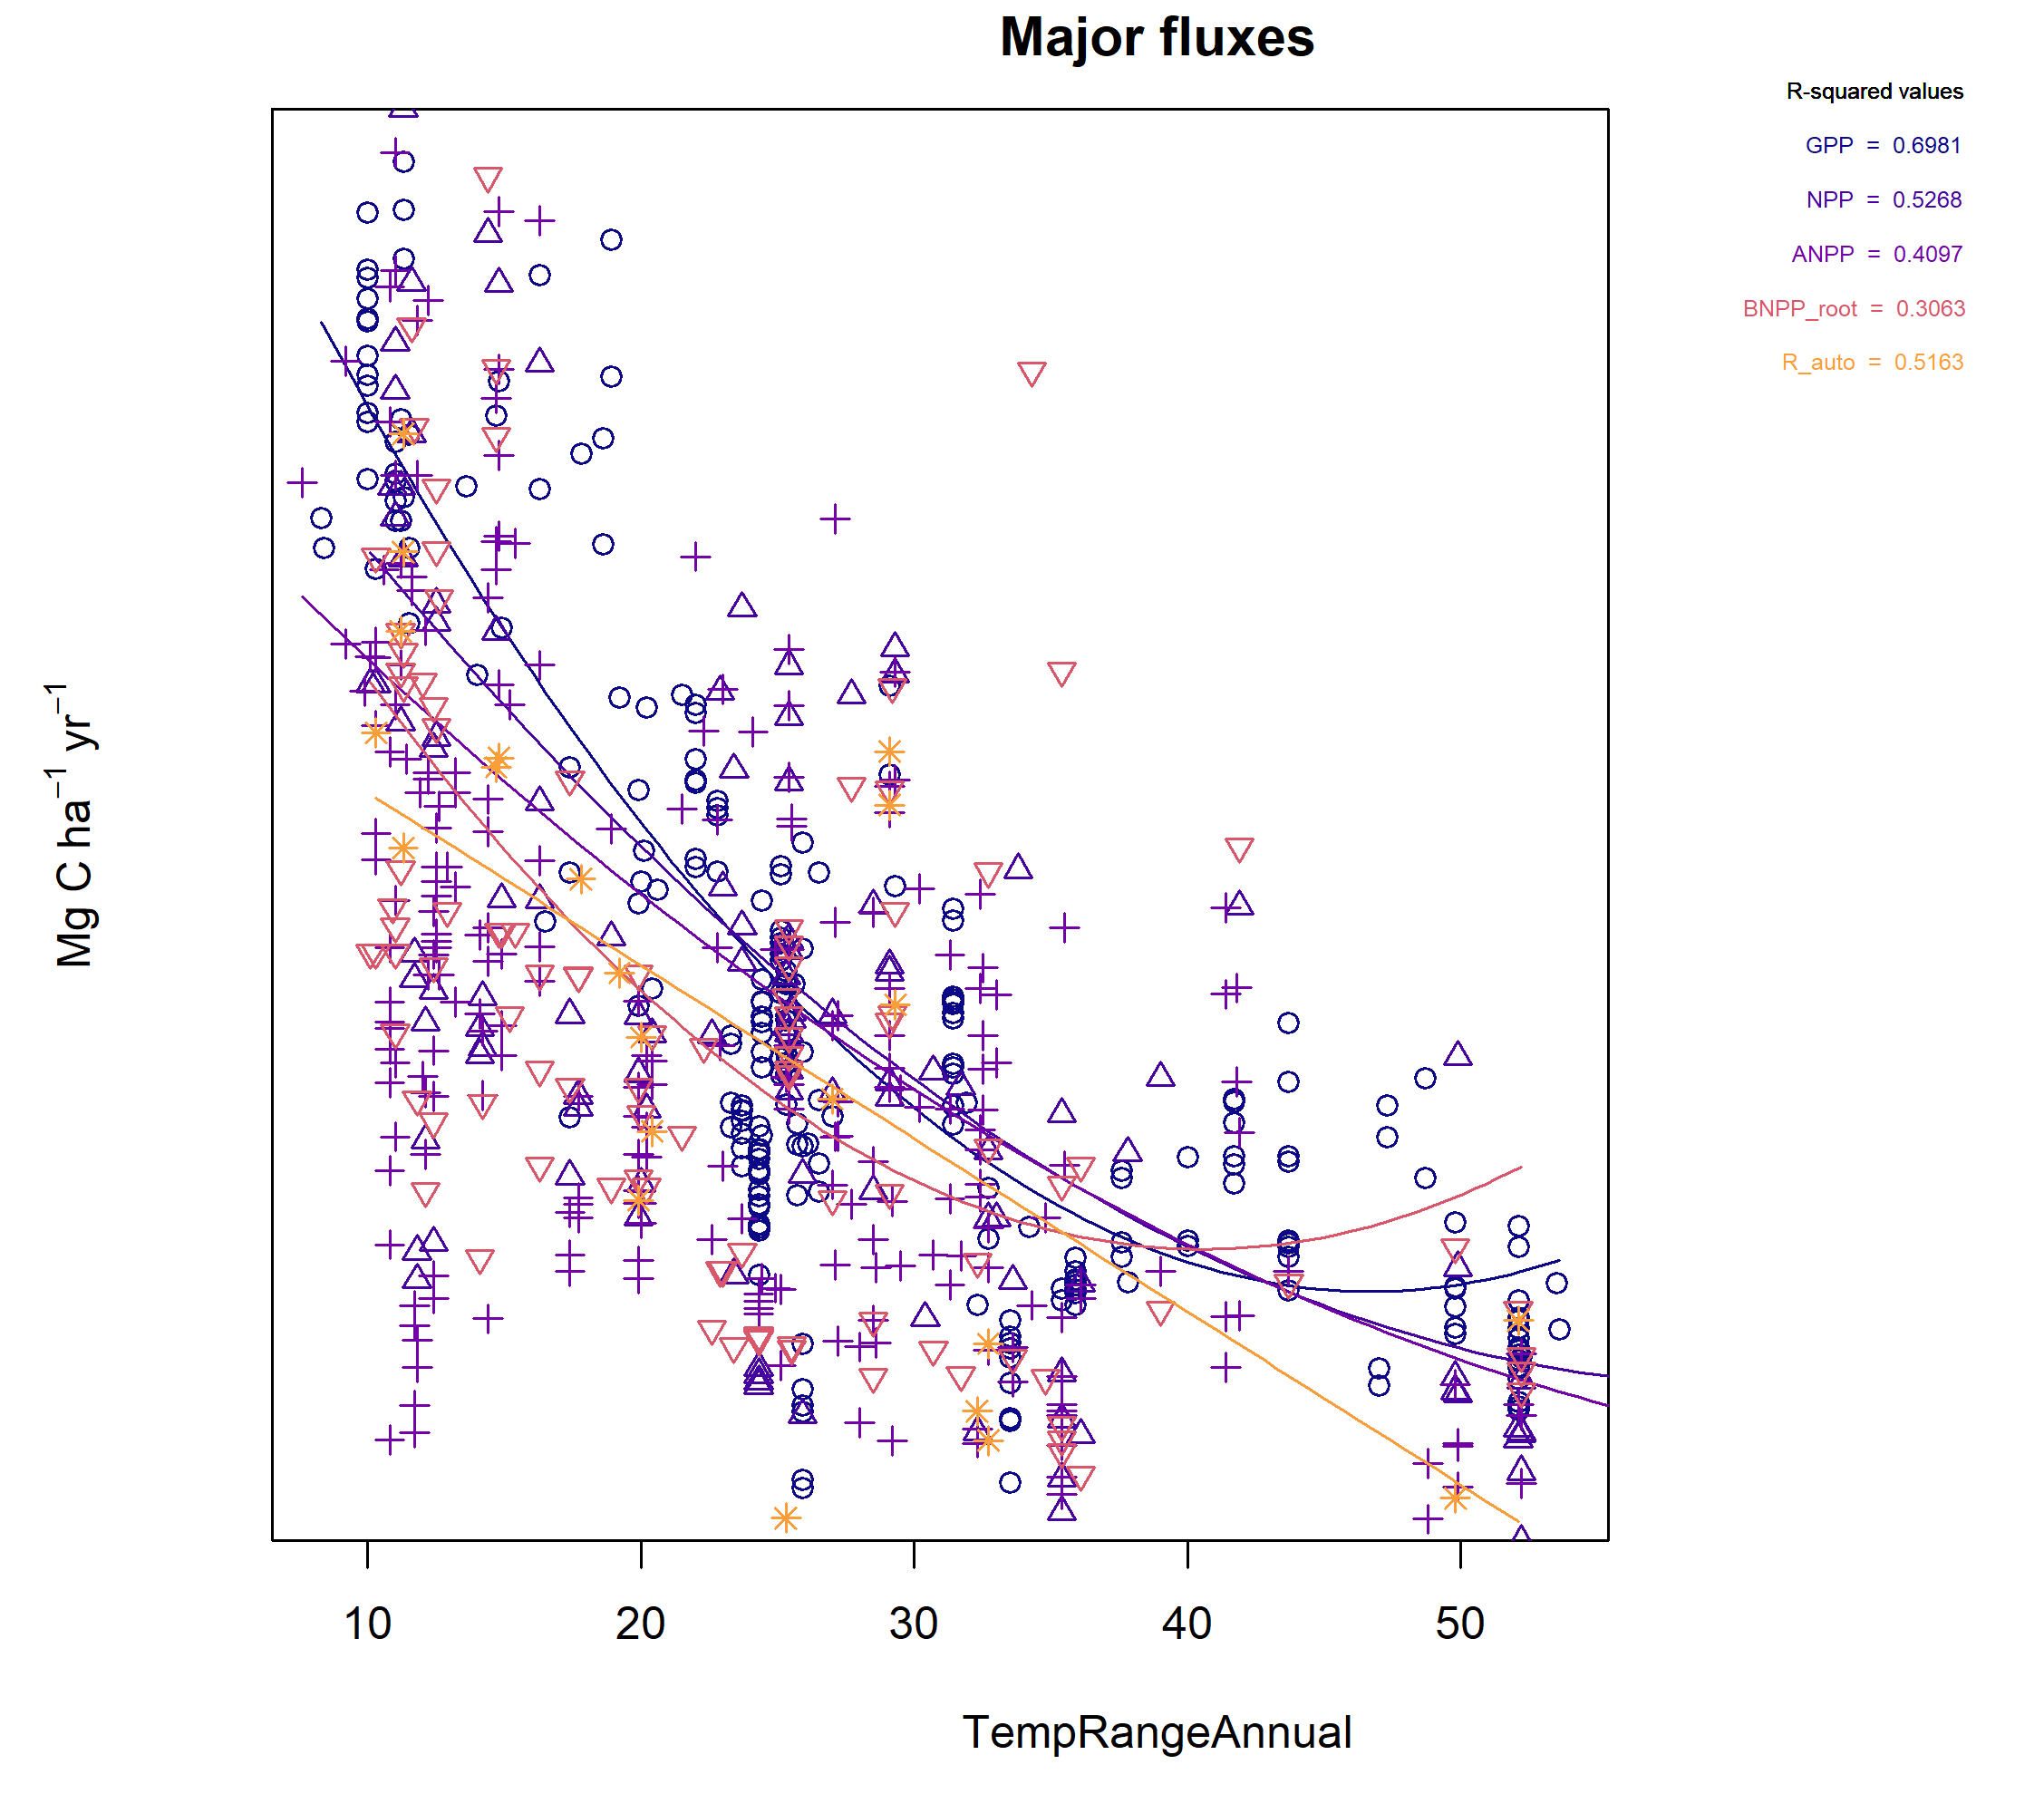 Major fluxes
R-squared values
GPP = 0.6981
NPP = 0.5268
ANPP = 0.4097
BNPP_root = 0.3063
R_auto = 0.5163
Mg C ha⁻¹ yr⁻¹
10 20 30 40 50
TempRangeAnnual